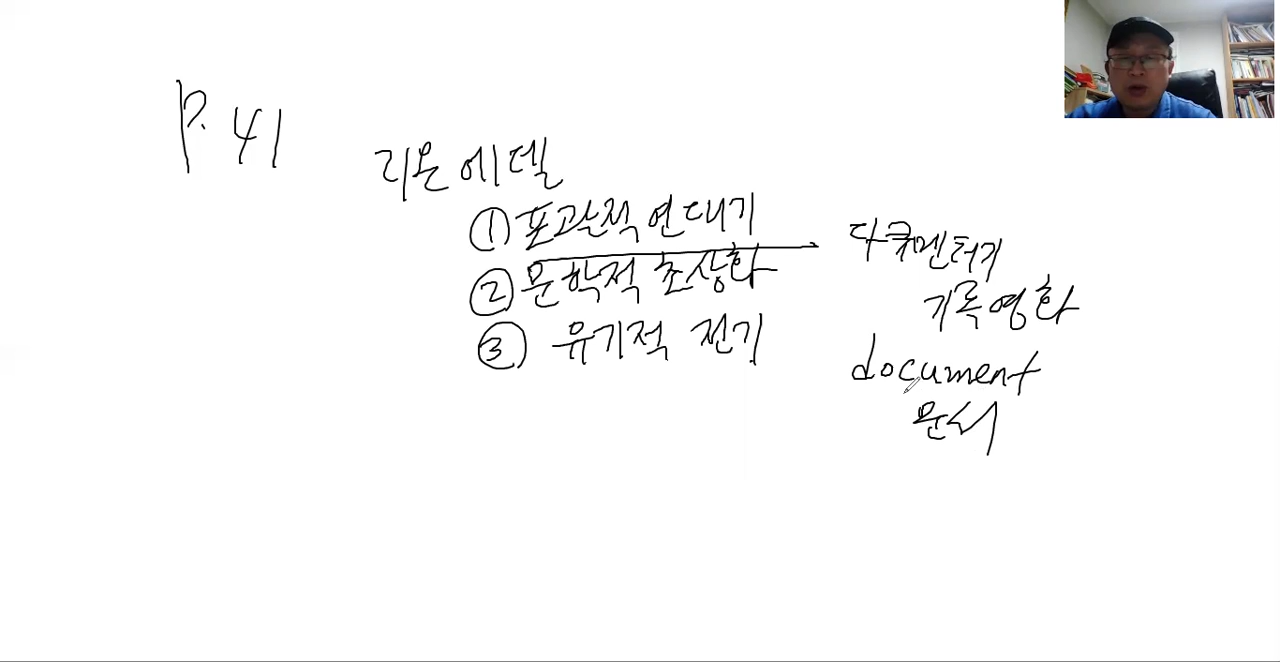 P. 41
리온 에델
① 포괄적 연대기
② 문학적 초상화
③ 유기적 전기
다큐멘터리
기록영화
document
문서